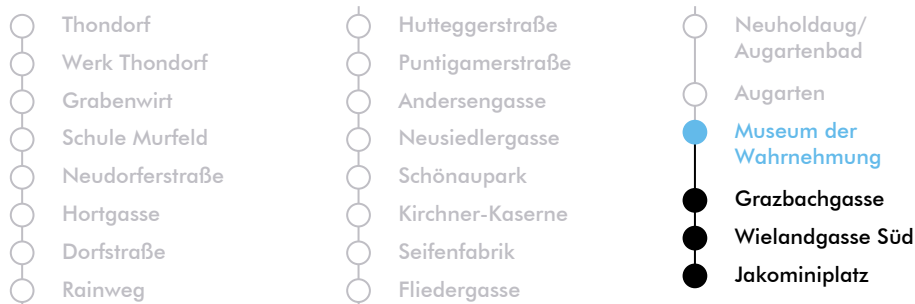 Thondorf
Werk Thondorf
Grabenwirt
Schule Murfeld
Neudorferstraße
Hortgasse
Dorfstraße
Rainweg
Hutteggerstraße
Puntigamerstraße
Andersengasse
Neusiedlergasse
Schönaupark
Kirchner-Kaserne
Seifenfabrik
Fliedergasse
Neuholdaug/
Augartenbad
Augarten
Museum der
Wahrnehmung
Grazbachgasse
Wielandgasse Süd
Jakominiplatz